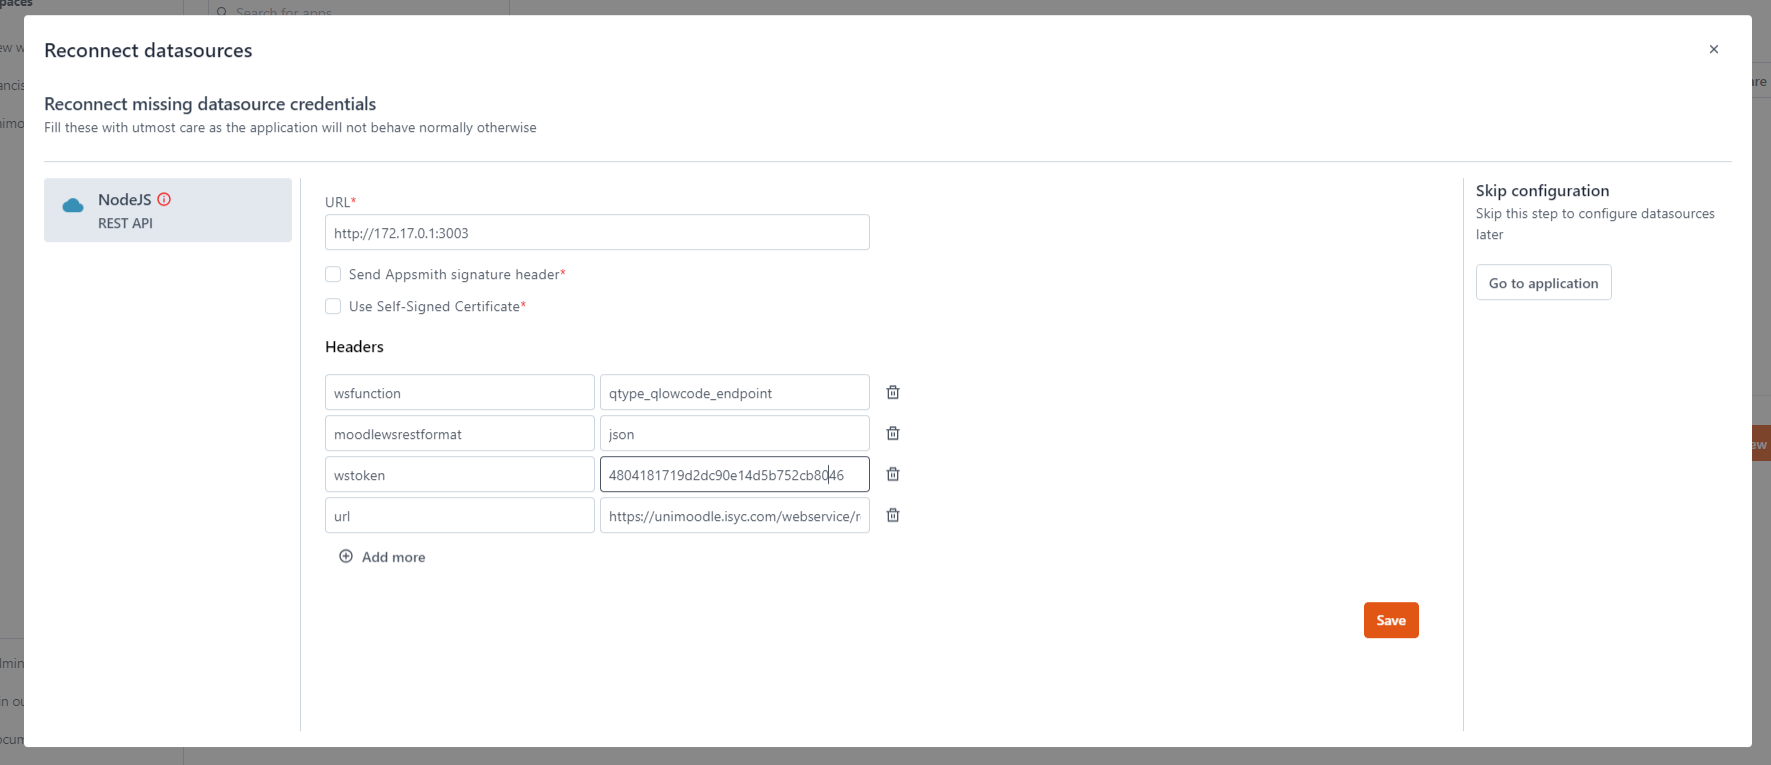 Search for apps
Reconnect datasources
Reconnect missing datasource credentials
Fill these with utmost care as the application will not behave normally otherwise
NodeJS
REST API
URL*
http://172.17.0.1:3003
Send Appsmith signature header*
Use Self-Signed Certificate*
Headers
wsfunction qtype_qlowcode_endpoint
moodlewsrestformat json
wstoken 4804181719d2dc90e14d5b752cb8046
url https://unimoodle.isyc.com/webservice/r
Add more
Save
Skip configuration
Skip this step to configure datasources
later
Go to application